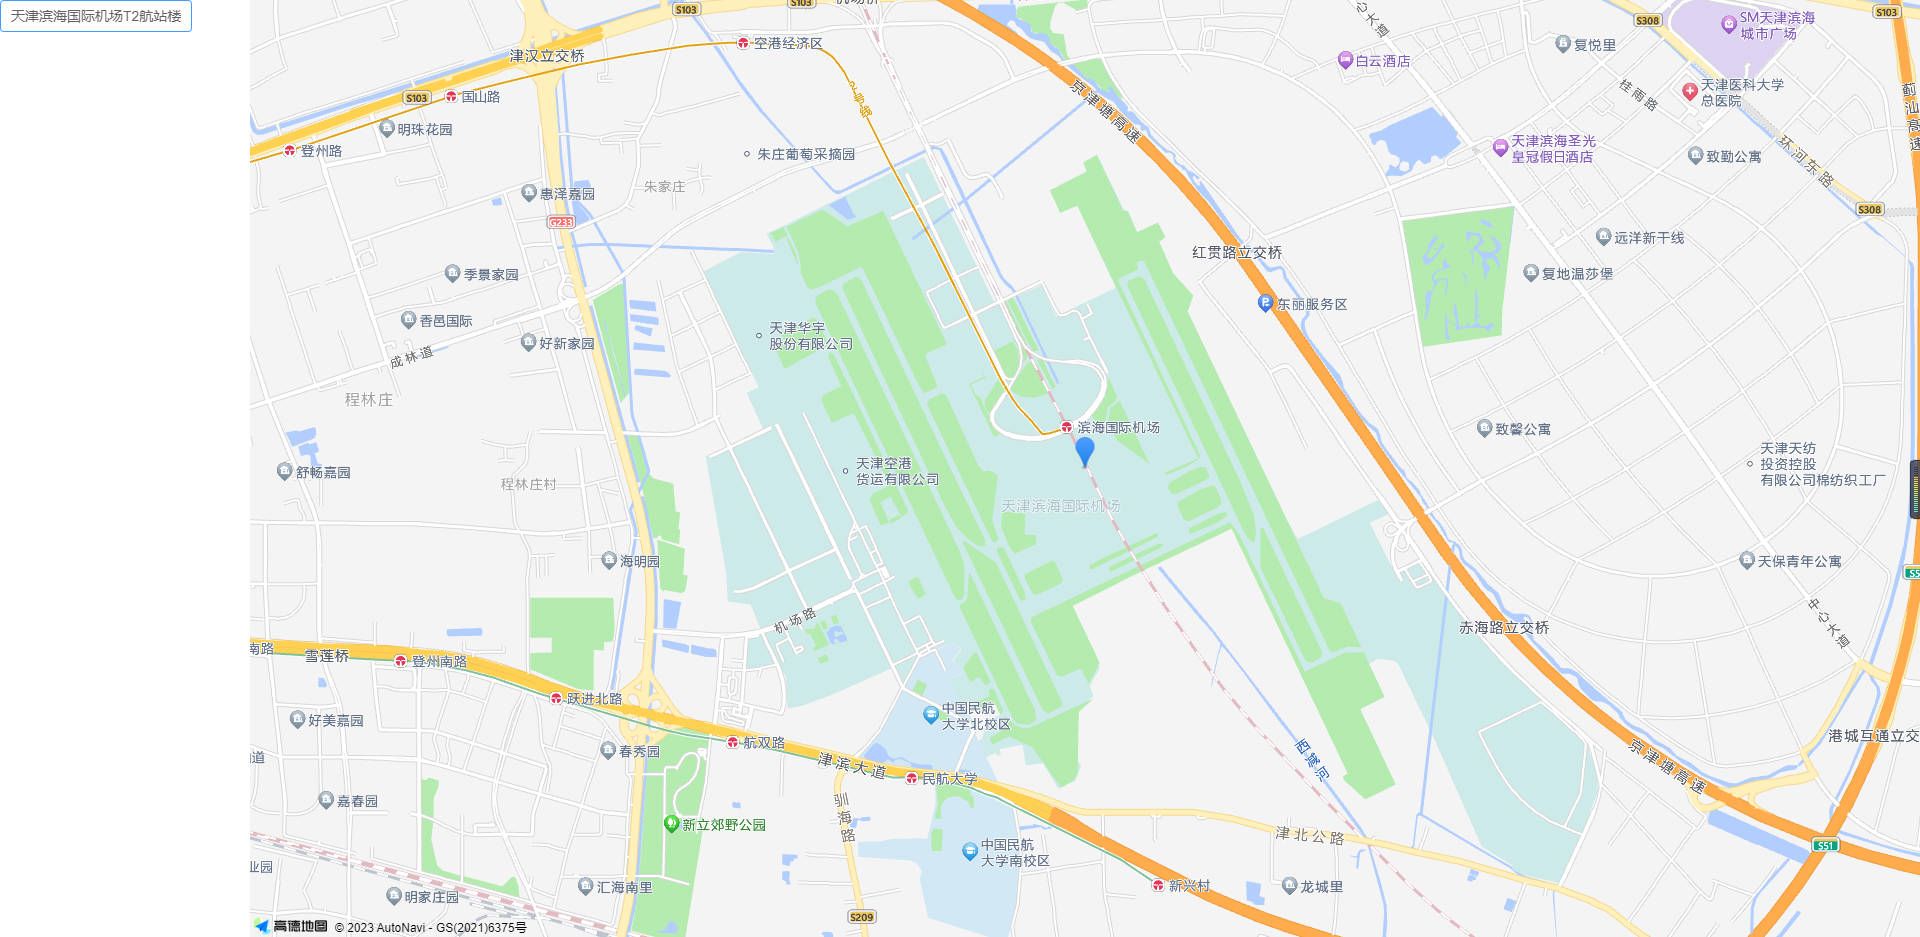 天津滨海国际机场T2航站楼
S103
S103
S308
S103
SM天津滨海
城市广场
空港经济区
复悦里
津汉立交桥
白云酒店
国山路
S103
2号线
京津塘高速
桂雨路
天津医科大学
总医院
明珠花园
登州路
朱庄葡萄采摘园
天津滨海圣光
皇冠假日酒店
致勤公寓
环河东路
朱家庄
惠泽嘉园
G233
S308
远洋新干线
红贯路立交桥
季景家园
复地温莎堡
东丽服务区
香邑国际
天津华宇
股份有限公司
好新家园
成林道
程林庄
滨海国际机场
致馨公寓
天津天纺
投资控股
有限公司棉纺织工厂
天津空港
货运有限公司
舒畅嘉园
程林庄村
天津滨海国际机场
海明园
天保青年公寓
S5
中心大道
机场路
赤海路立交桥
南路
雪莲桥
登州南路
跃进北路
中国民航
大学北校区
好美嘉园
航双路
春秀园
港城互通立交
道
津滨大道
西减河
京津塘高速
民航大学
嘉春园
驯海路
新立郊野公园
津北公路
中国民航
大学南校区
S51
业园
明家庄园
汇海南里
新兴村
龙城里
S209
高德地图 © 2023 AutoNavi - GS(2021)6375号